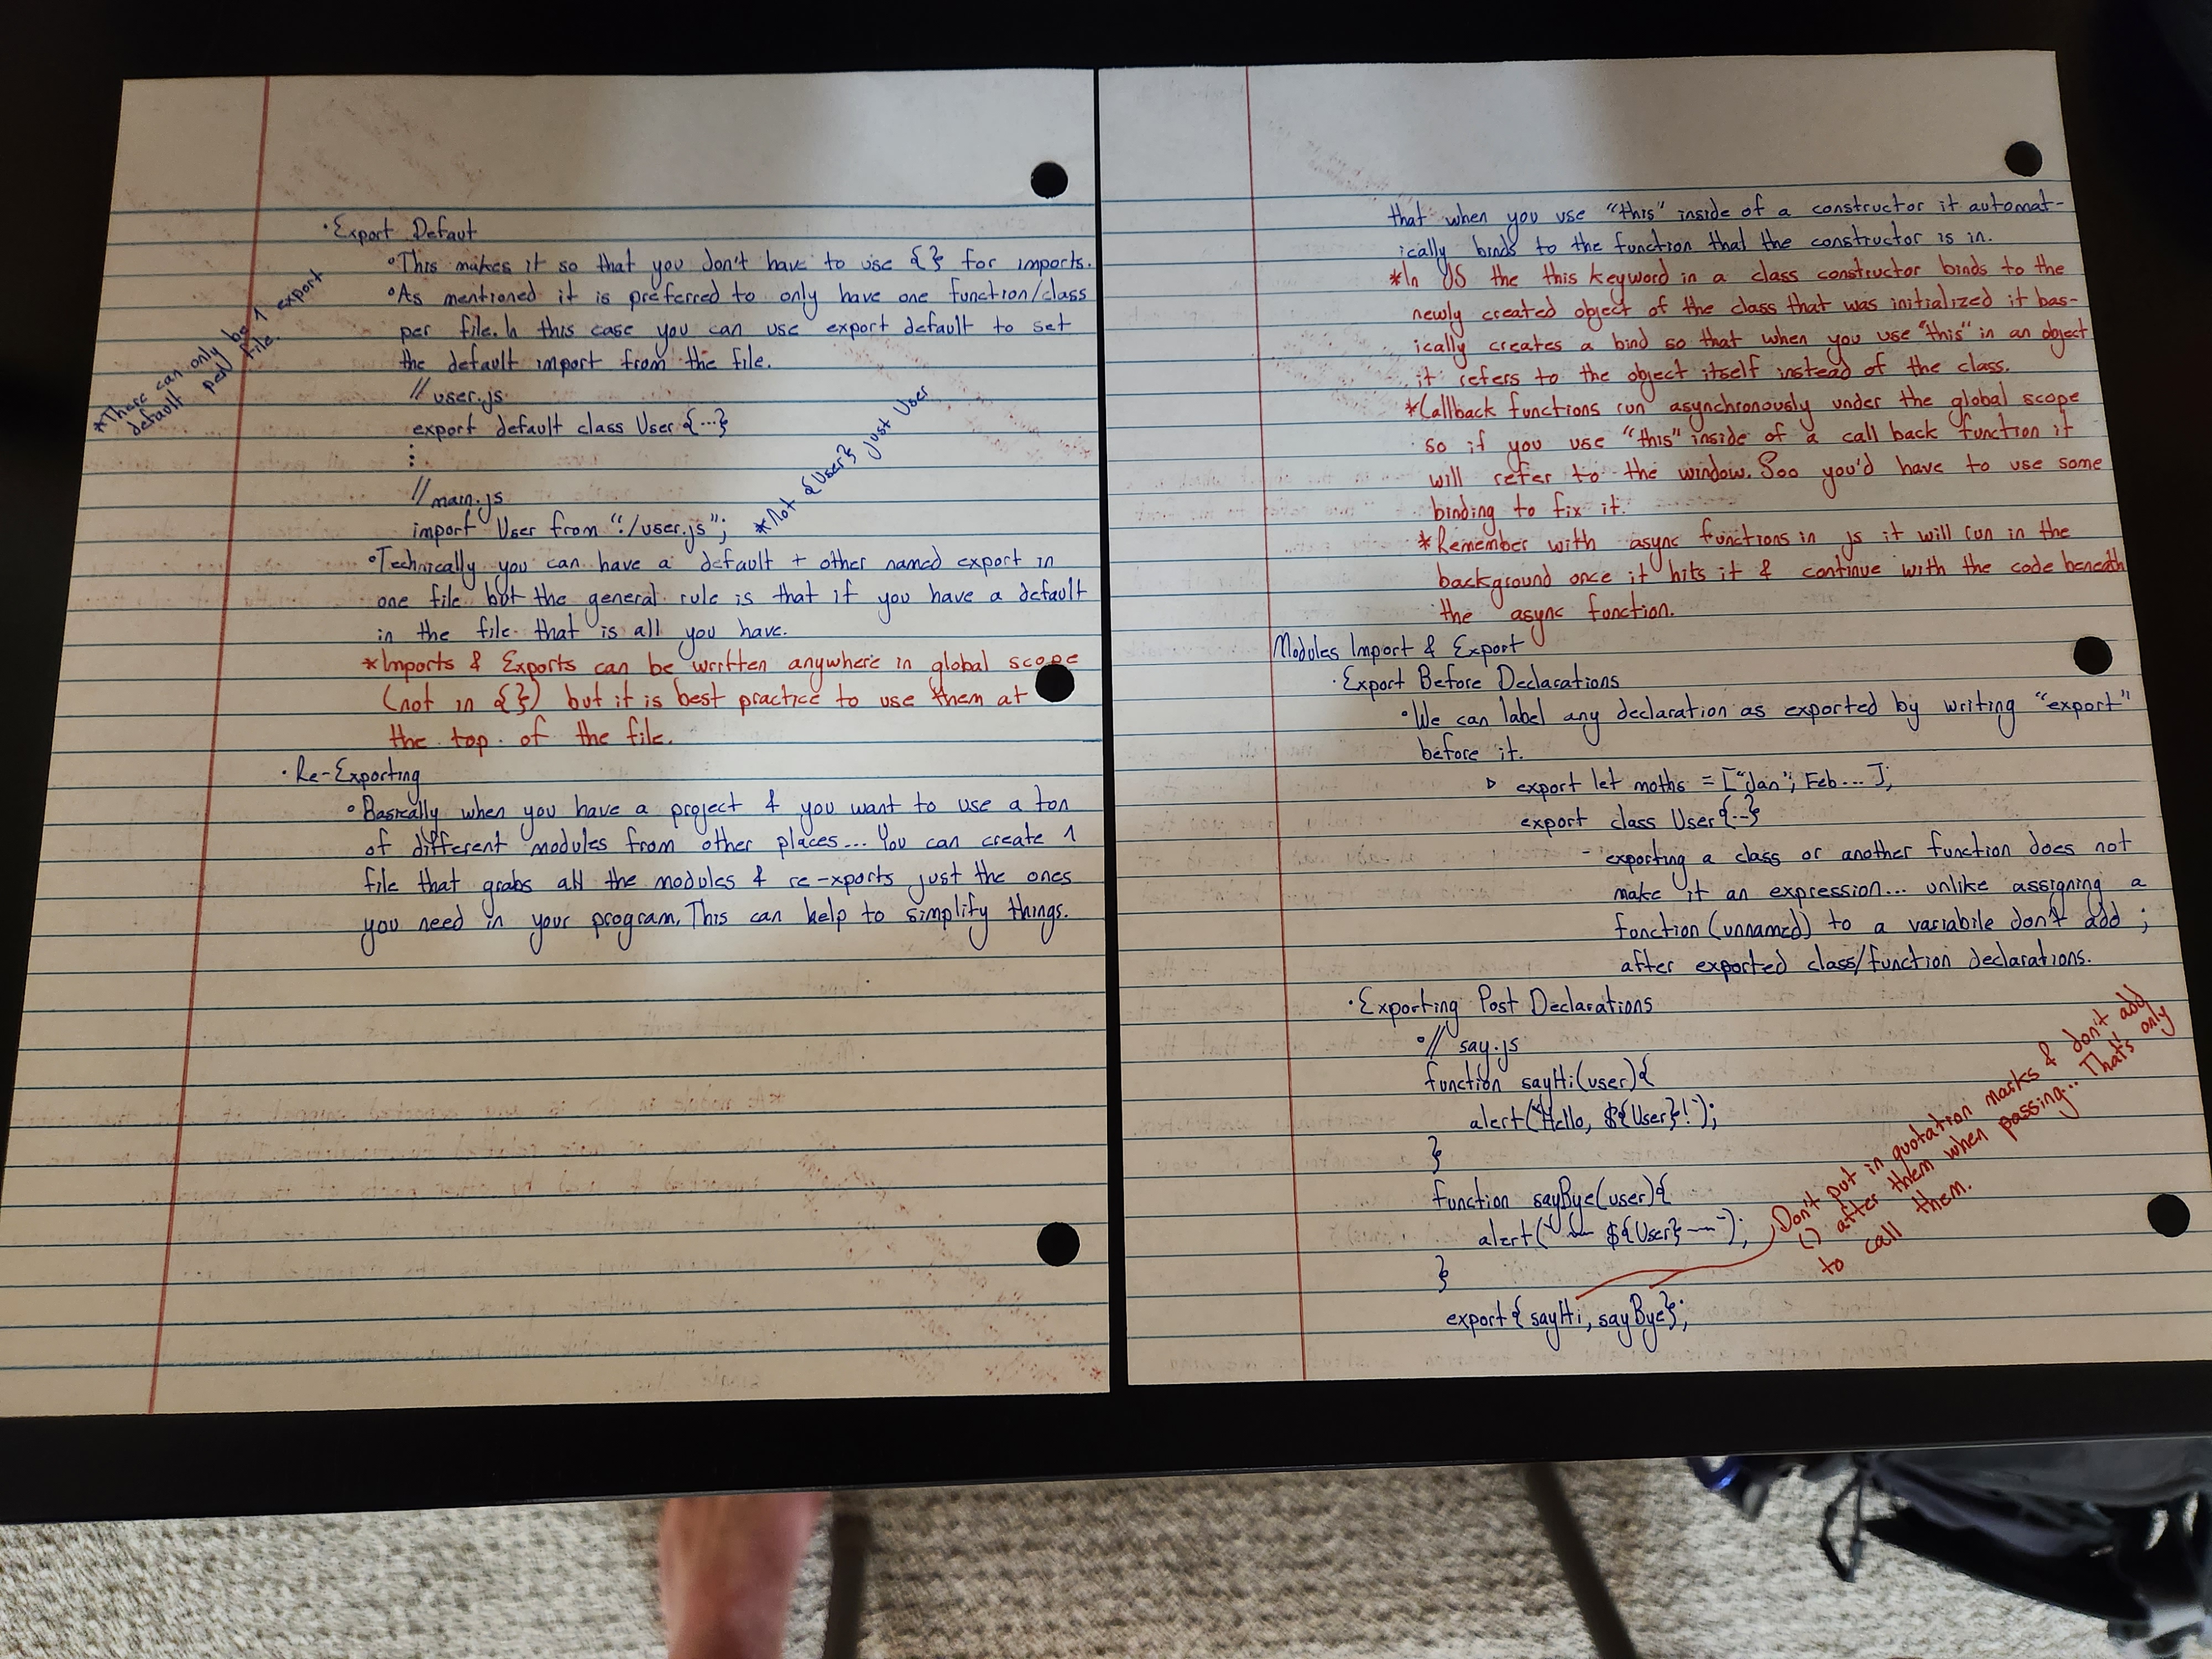 *There can only be 1 export
default per file.
• Export Defaut
• This makes it so that you don't have to use {} for imports.
• As mentioned it is preferred to only have one function/class
per file. In this case you can use export default to set
the default import from the file.
// user.js
export default class User {...}
:
// main.js
import User from "./user.js"; *Not {User} just User
• Technically you can have a default + other named export in
one file but the general rule is that if you have a default
in the file that is all you have.
*Imports & Exports can be written anywhere in global scope
(not in {}) but it is best practice to use them at
the top of the file.
• Re-Exporting
• Basically when you have a project & you want to use a ton
of different modules from other places... You can create 1
file that grabs all the modules & re-xports just the ones
you need in your program. This can help to simplify things.
that when you use "this" inside of a constructor it automat-
ically binds to the function that the constructor is in.
*In JS the this keyword in a class constructor binds to the
newly created object of the class that was initialized it bas-
ically creates a bind so that when you use "this" in an object
it refers to the object itself instead of the class.
*Callback functions run asynchronously under the global scope
so if you use "this" inside of a call back function it
will refer to the window. Soo you'd have to use some
binding to fix it.
*Remember with async functions in js it will run in the
background once it hits it & continue with the code beneath
the async function.
Modules Import & Export
• Export Before Declarations
• We can label any declaration as exported by writing "export"
before it.
export let moths = ["Jan", Feb....];
export class User{...}
- exporting a class or another function does not
make it an expression... unlike assigning a
function (unnamed) to a variabile don't add ;
after exported class/function declarations.
• Exporting Post Declarations
• // say.js
function sayHi(user){
alert(`Hello, ${User}!`);
}
function sayBye(user){
alert(` ${User} ~~~`);
}
export {sayHi, sayBye};
Don't put in quotation marks & don't add
() after them when passing... That's only
to call them.